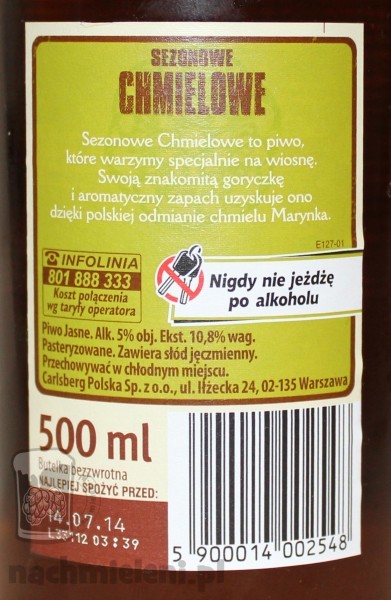 SEZONOWE
CHMIELOWE
Sezonowe Chmielowe to piwo,
które warzymy specjalnie na wiosnę.
Swoją znakomitą goryczkę
i aromatyczny zapach uzyskuje ono
dzięki polskiej odmianie chmielu Marynka.
E127-01
INFOLINIA
801 888 333
Koszt połączenia
wg taryfy operatora
Nigdy nie jeżdżę
po alkoholu
Piwo Jasne. Alk. 5% obj. Ekst. 10,8% wag.
Pasteryzowane. Zawiera słód jęczmienny.
Przechowywać w chłodnym miejscu.
Carlsberg Polska Sp. z o.o., ul. Iłżecka 24, 02-135 Warszawa
500 ml
Butelka bezzwrotna
NAJLEPIEJ SPOŻYĆ PRZED:
14.07.14
L33112 03:39
5 900014 002548
nachmieleni.pl